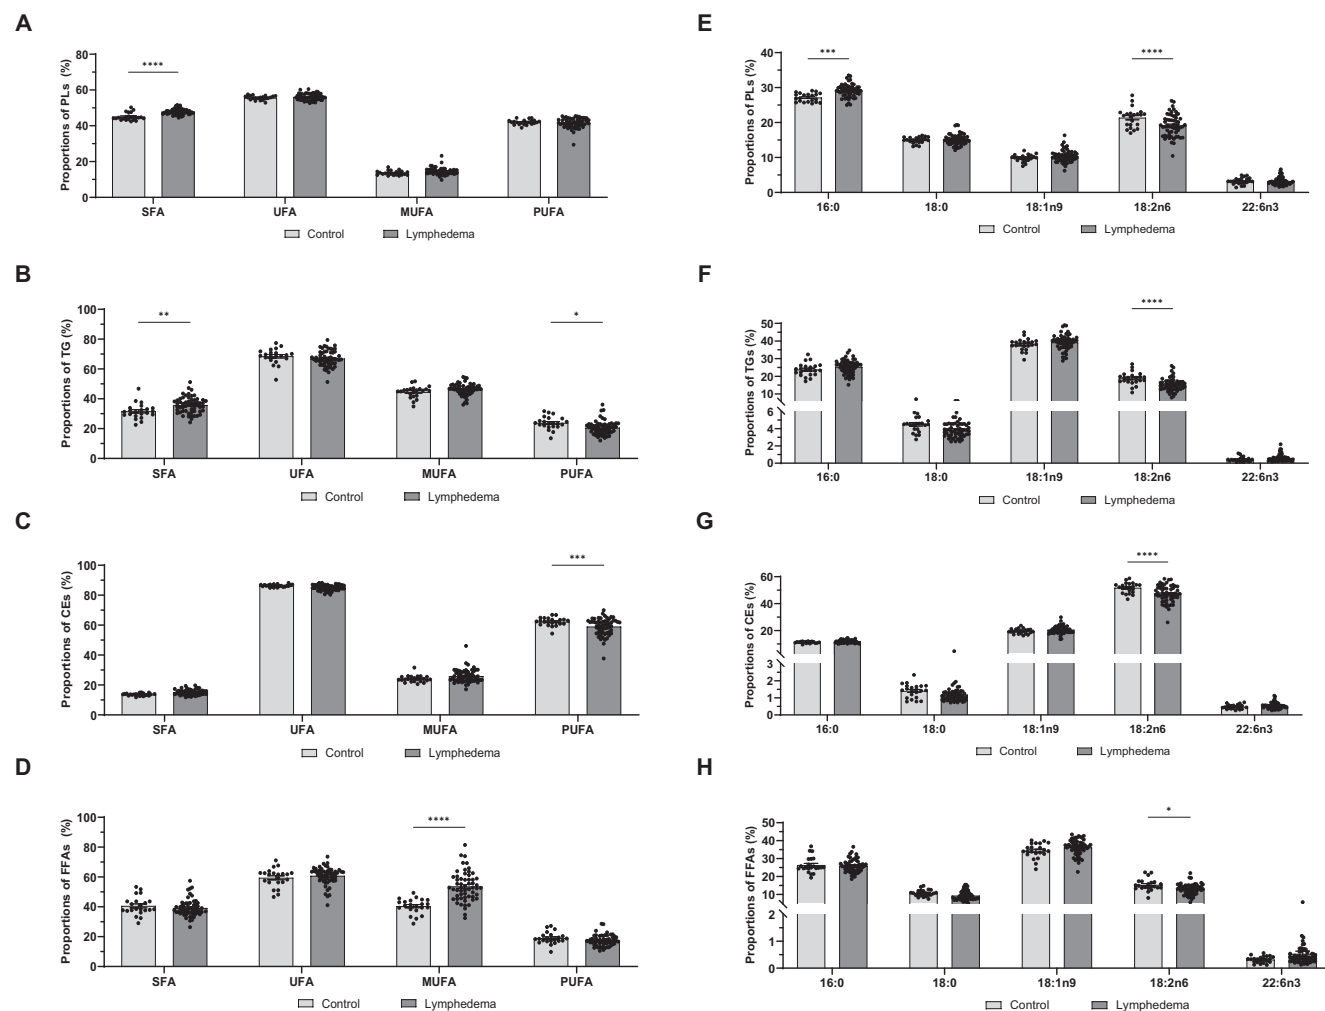 A
Proportions of PLs (%)
80
60
40
20
0
****
SFA
UFA
MUFA
PUFA
Control
Lymphedema
B
Proportions of TG (%)
100
80
60
40
20
0
**
*
SFA
UFA
MUFA
PUFA
Control
Lymphedema
C
Proportions of CEs (%)
100
80
60
40
20
0
***
SFA
UFA
MUFA
PUFA
Control
Lymphedema
D
Proportions of FFAs (%)
100
80
60
40
20
0
****
SFA
UFA
MUFA
PUFA
Control
Lymphedema
E
Proportions of PLs (%)
40
30
20
10
0
***
****
16:0
18:0
18:1n9
18:2n6
22:6n3
Control
Lymphedema
F
Proportions of TGs (%)
50
40
30
20
10
6
4
2
0
****
16:0
18:0
18:1n9
18:2n6
22:6n3
Control
Lymphedema
G
Proportions of CEs (%)
60
40
20
3
2
1
0
****
16:0
18:0
18:1n9
18:2n6
22:6n3
Control
Lymphedema
H
Proportions of FFAs (%)
50
40
30
20
10
2
1
0
*
16:0
18:0
18:1n9
18:2n6
22:6n3
Control
Lymphedema